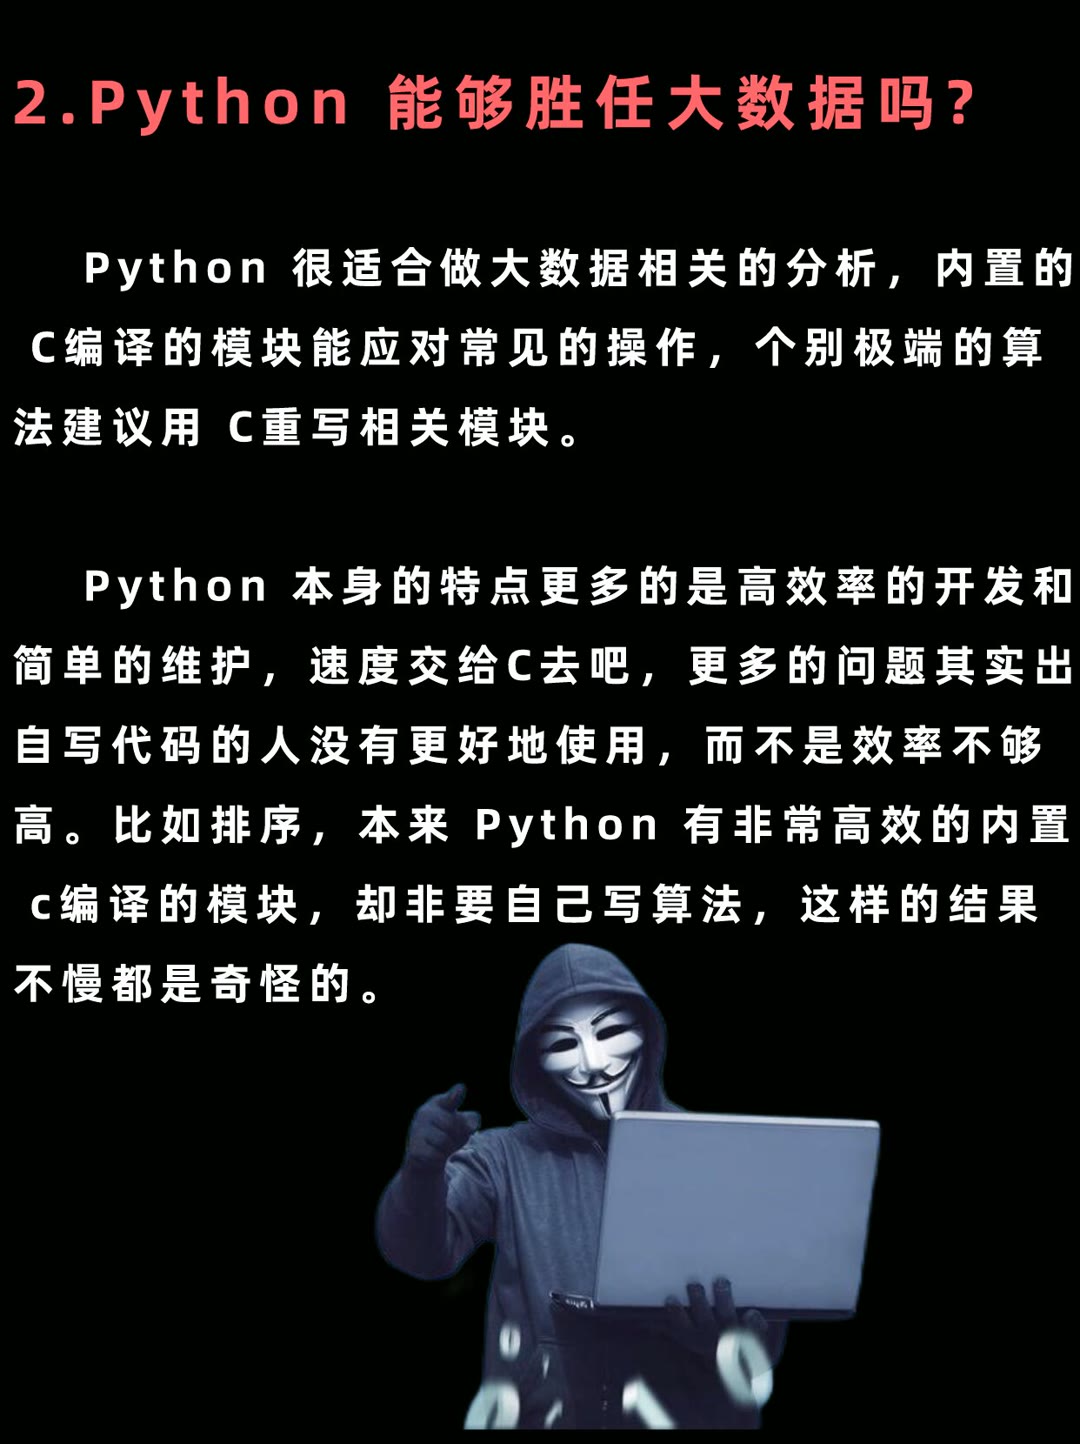 2.Python 能够胜任大数据吗?
Python 很适合做大数据相关的分析，内置的
C编译的模块能应对常见的操作，个别极端的算
法建议用 C重写相关模块。
Python 本身的特点更多的是高效率的开发和
简单的维护，速度交给C去吧，更多的问题其实出
自写代码的人没有更好地使用，而不是效率不够
高。比如排序，本来 Python 有非常高效的内置
c编译的模块，却非要自己写算法，这样的结果
不慢都是奇怪的。